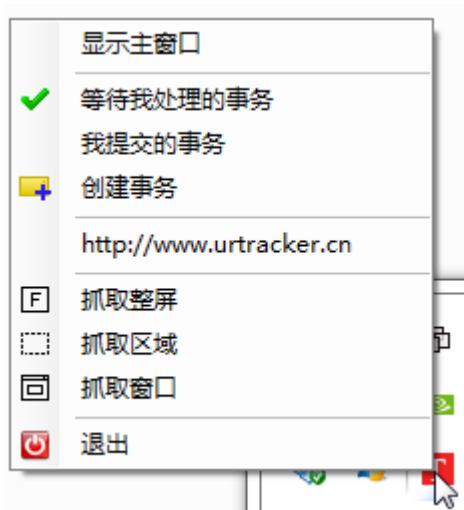 显示主窗口
等待我处理的事务
我提交的事务
创建事务
http://www.urtracker.cn
F 抓取整屏
抓取区域
抓取窗口
退出